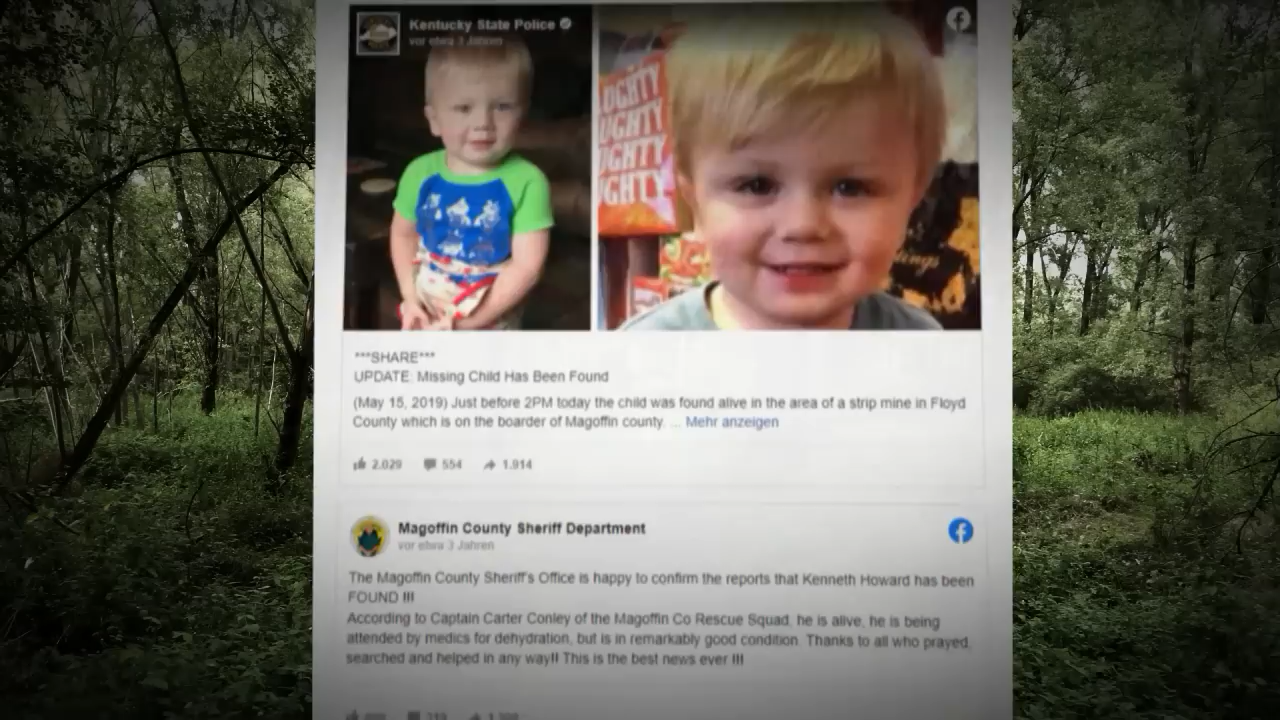 Kentucky State Police
vor etwa 3 Jahren
OUGHTY
UGHTY
OUGHTY
IGHTY
ings
***SHARE***
UPDATE: Missing Child Has Been Found
(May 15, 2019) Just before 2PM today the child was found alive in the area of a strip mine in Floyd
County which is on the boarder of Magoffin county. ... Mehr anzeigen
2.029 554 1.914
Magoffin County Sheriff Department
vor etwa 3 Jahren
The Magoffin County Sheriff's Office is happy to confirm the reports that Kenneth Howard has been
FOUND !!!
According to Captain Carter Conley of the Magoffin Co Rescue Squad, he is alive, he is being
attended by medics for dehydration, but is in remarkably good condition. Thanks to all who prayed,
searched and helped in any way!! This is the best news ever !!!